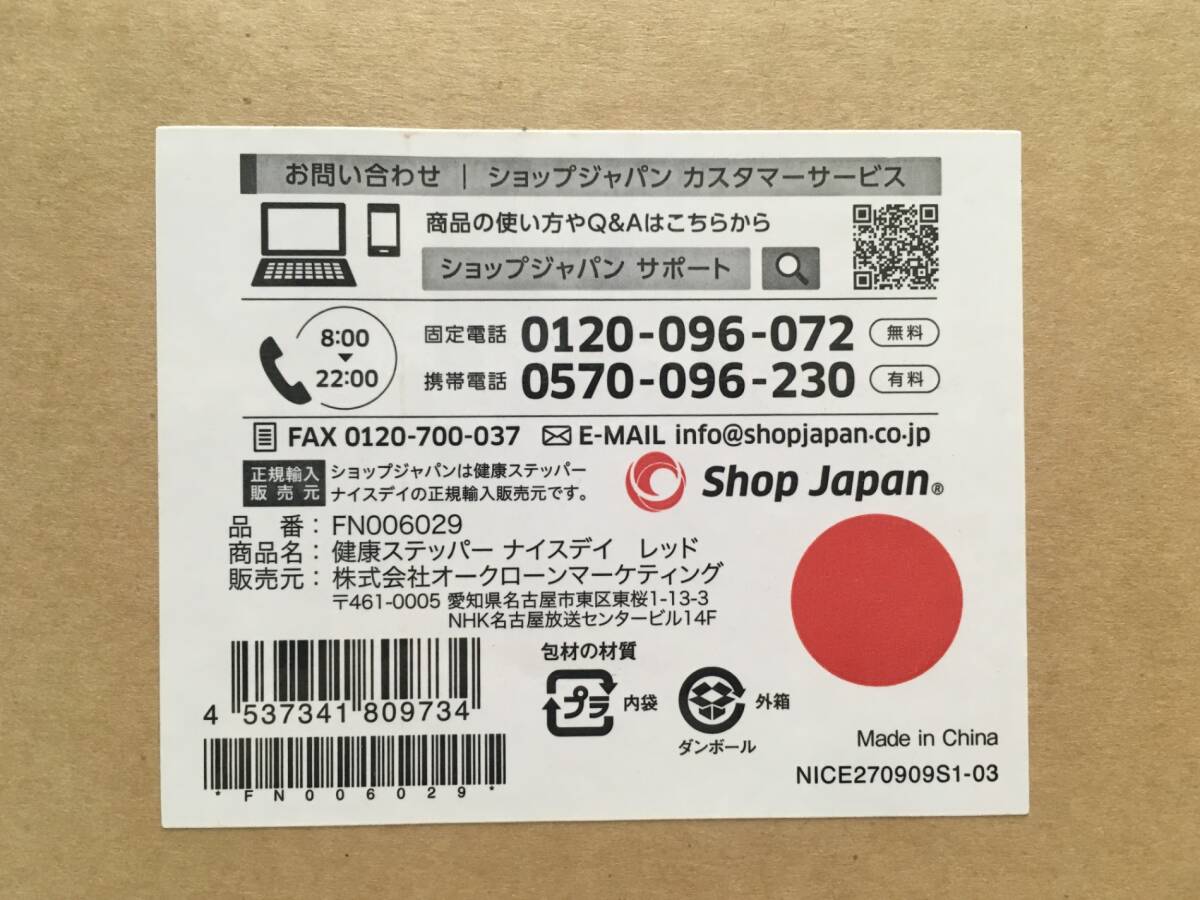 お問い合わせ | ショップジャパン カスタマーサービス
商品の使い方やQ&Aはこちらから
ショップジャパン サポート
8:00
22:00
固定電話 0120-096-072 無料
携帯電話 0570-096-230 有料
FAX 0120-700-037 E-MAIL info@shopjapan.co.jp
正規輸入
販売元
ショップジャパンは健康ステッパー
ナイスデイの正規輸入販売元です。
Shop Japan®
品 番：FN006029
商品名：健康ステッパー ナイスデイ レッド
販売元：株式会社オークローンマーケティング
〒461-0005 愛知県名古屋市東区東桜1-13-3
NHK名古屋放送センタービル14F
包材の材質
プラ 内袋
外箱
ダンボール
4 537341 809734
*FN006029*
Made in China
NICE270909S1-03